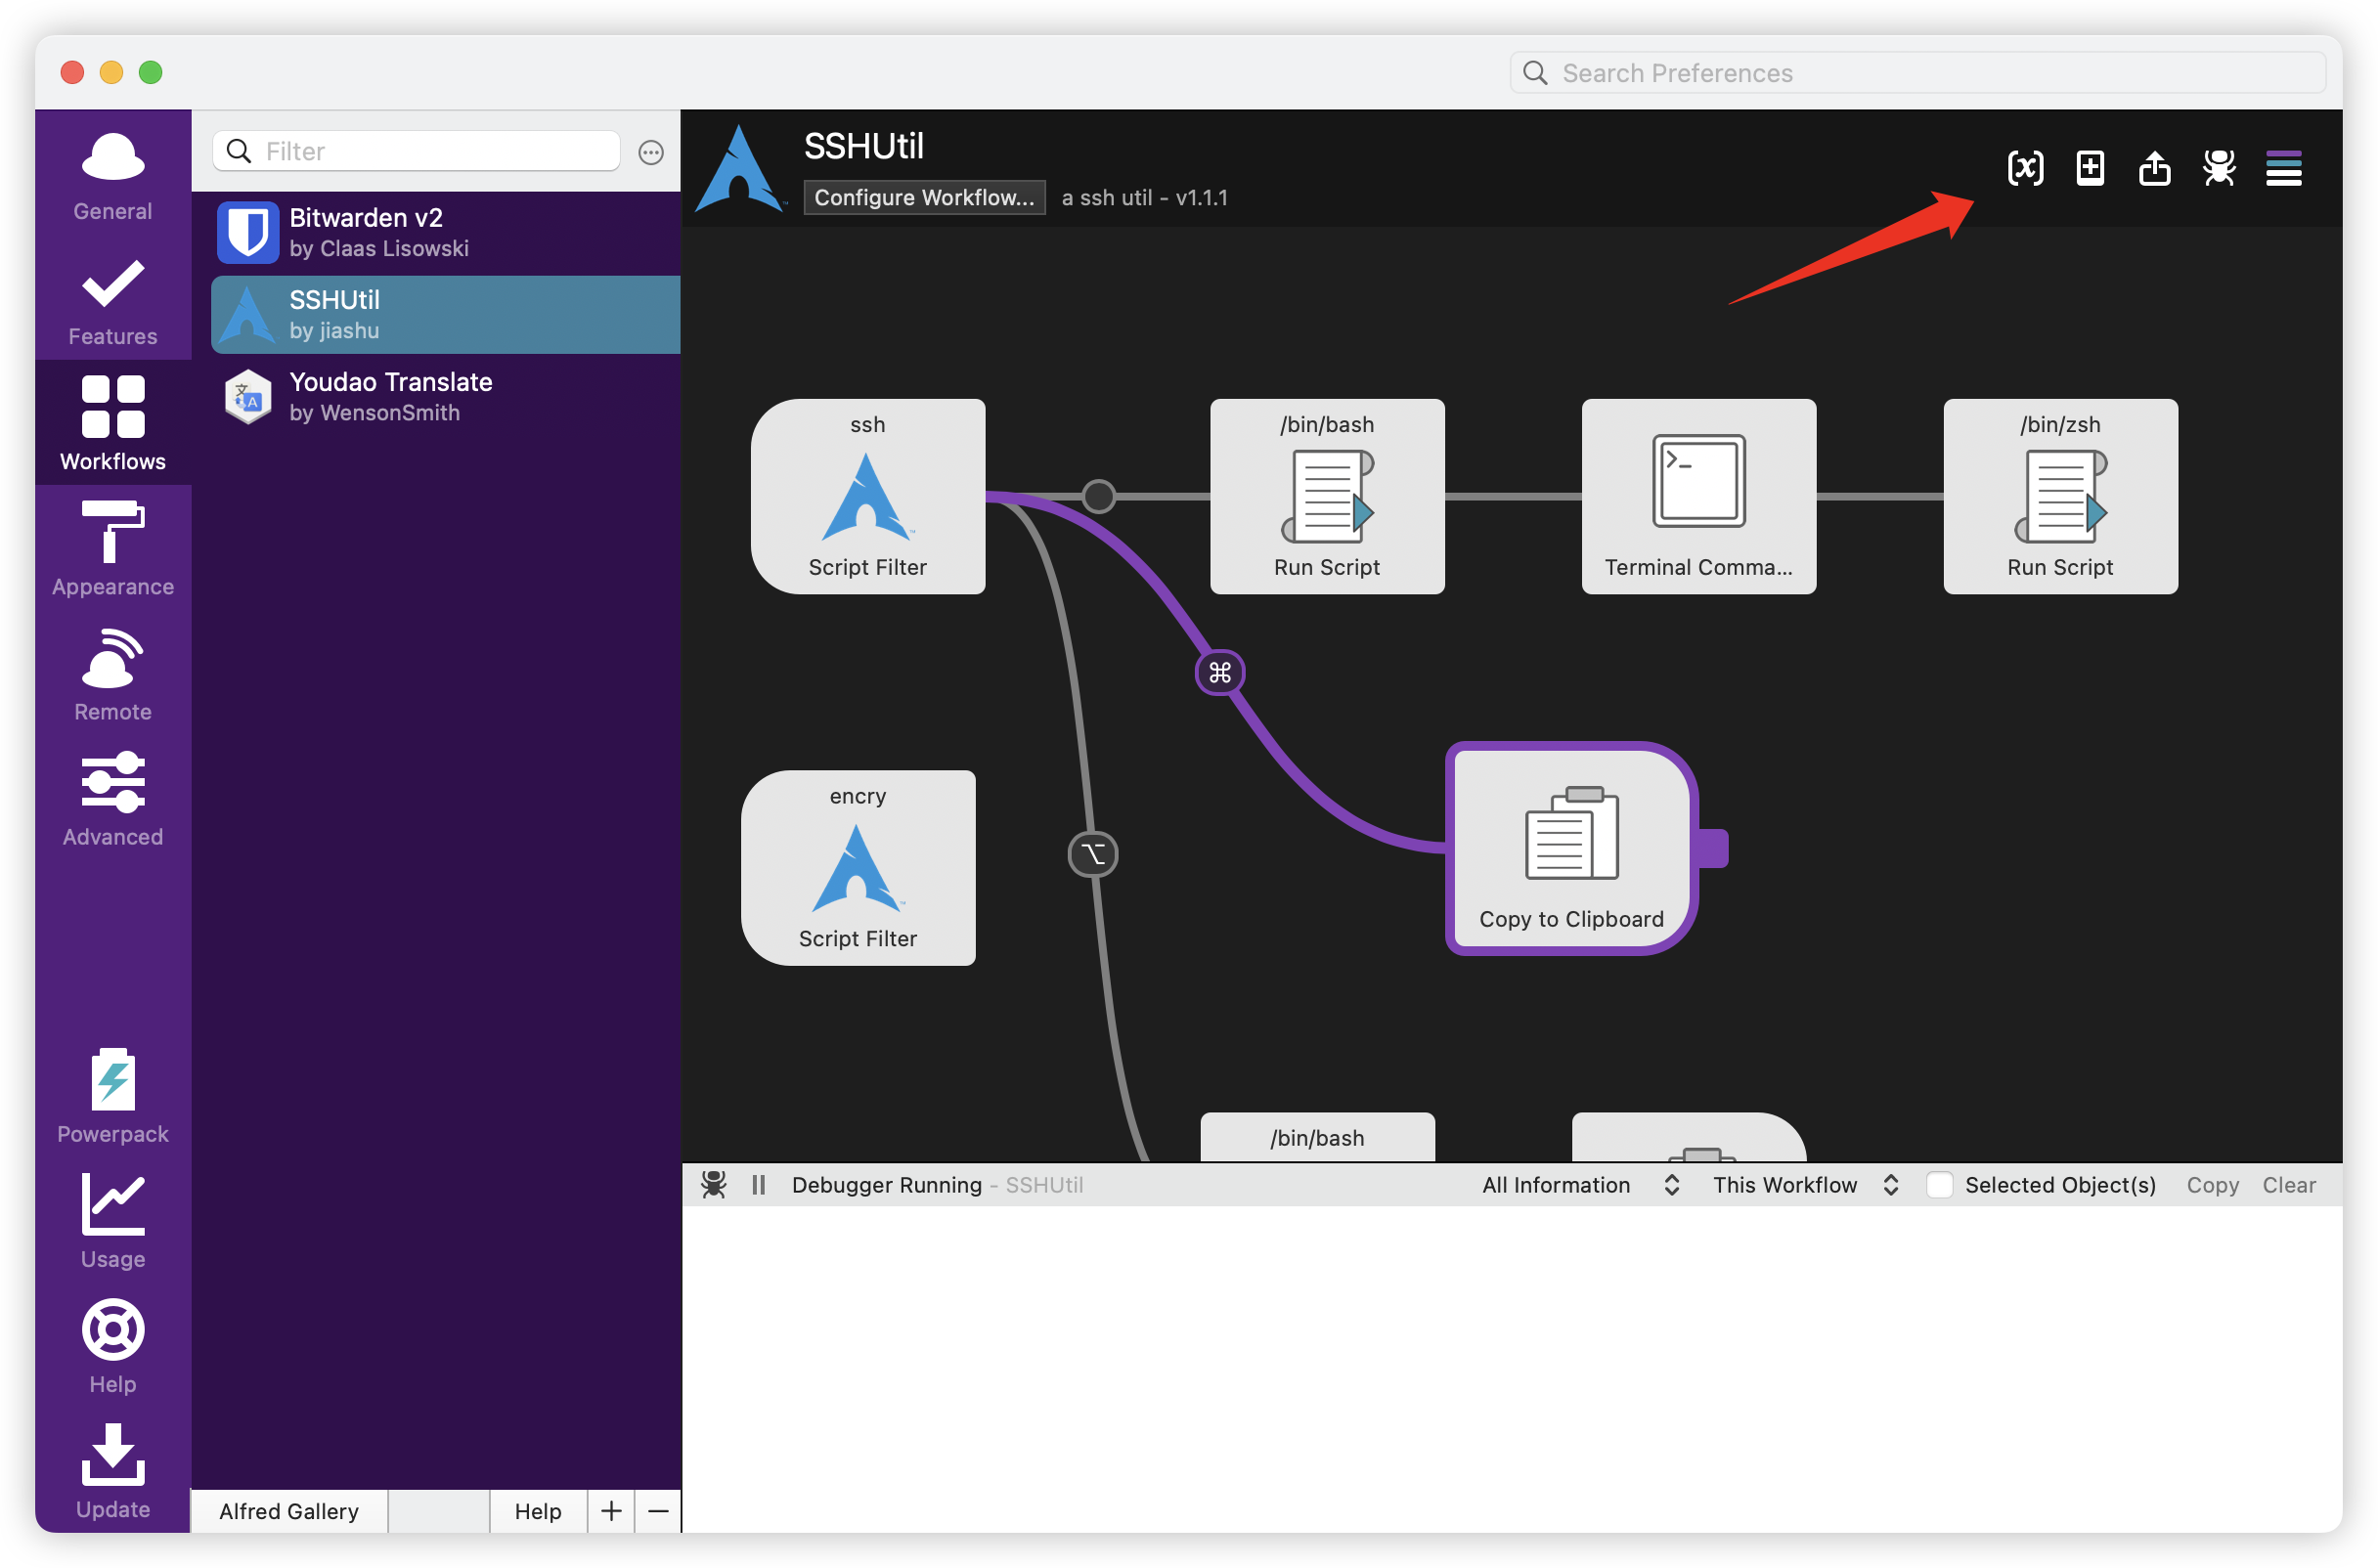 Search Preferences
General
Features
Workflows
Appearance
Remote
Advanced
Powerpack
Usage
Help
Update
Filter
Bitwarden v2
by Claas Lisowski
SSHUtil
by jiashu
Youdao Translate
by WensonSmith
Alfred Gallery
Help
SSHUtil
Configure Workflow...
a ssh util - v1.1.1
ssh
Script Filter
/bin/bash
Run Script
Terminal Comma...
/bin/zsh
Run Script
encry
Script Filter
Copy to Clipboard
/bin/bash
Debugger Running - SSHUtil
All Information
This Workflow
Selected Object(s)
Copy
Clear